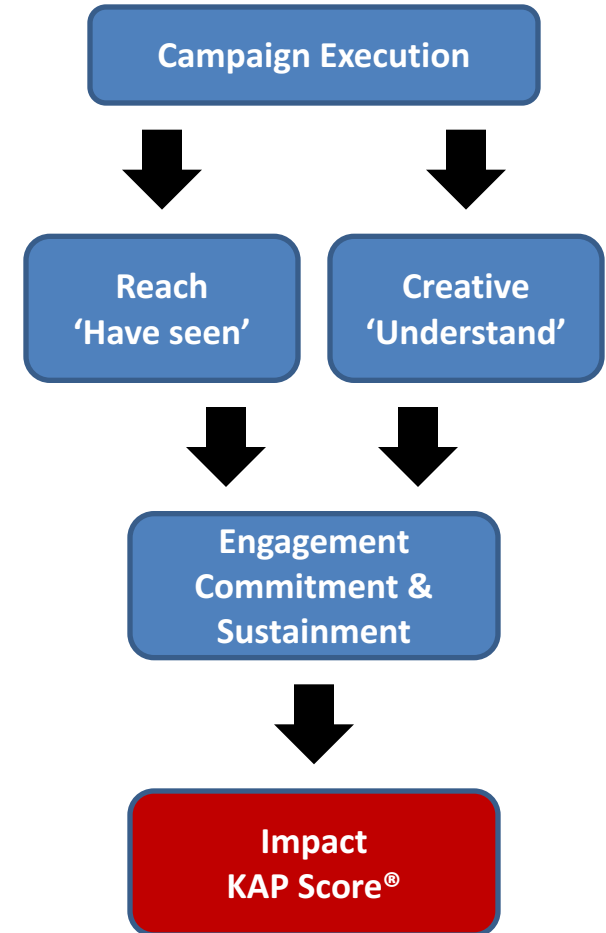 Campaign Execution
Reach
‘Have seen’
Creative
‘Understand’
Engagement
Commitment &
Sustainment
Impact
KAP Score®